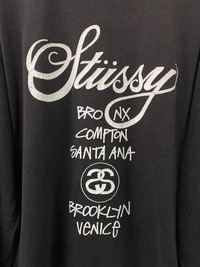 Stüssy
BRONX
COMPTON
SANTA ANA
BROOKLYN
VENICE